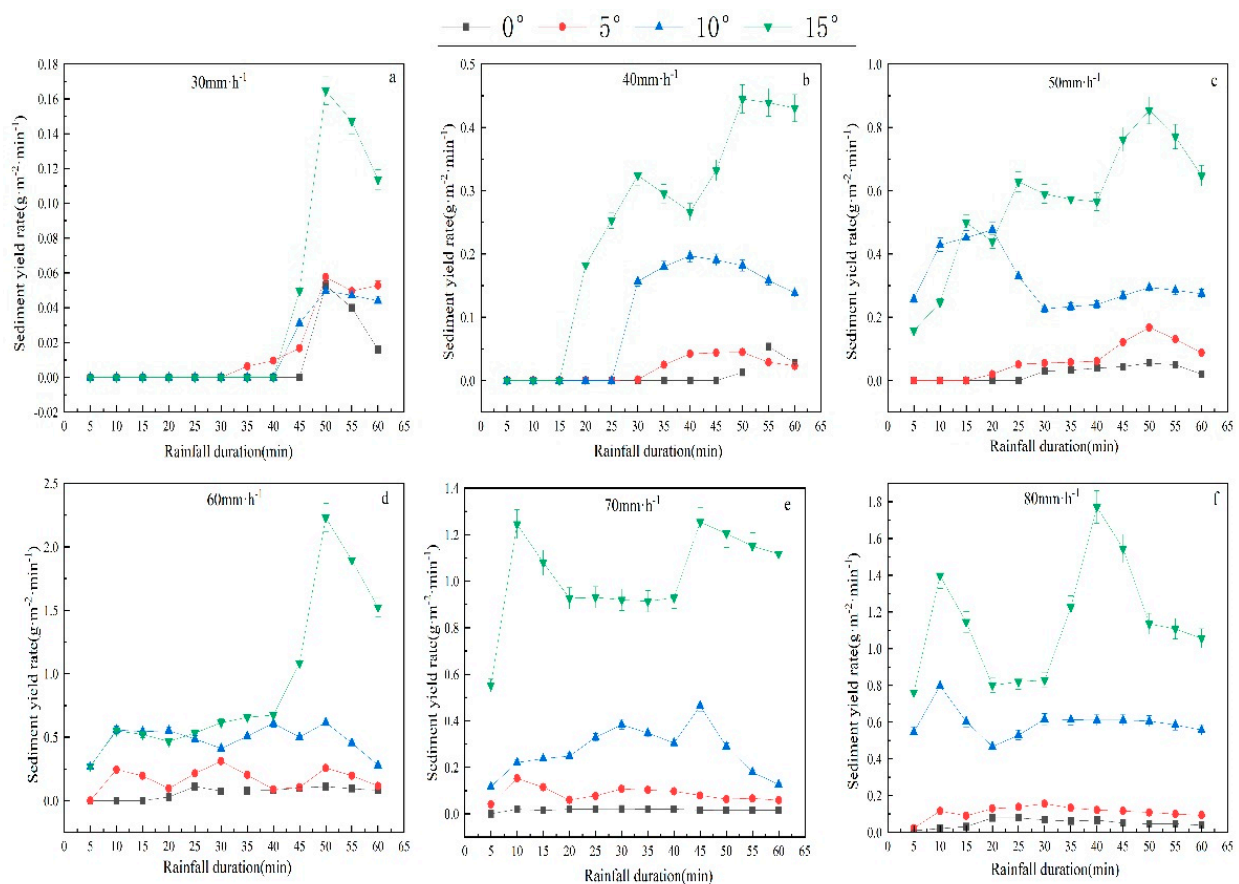 0° 5° 10° 15°
30mm·h⁻¹ a
Sediment yield rate(g·m⁻²·min⁻¹)
0.18
0.16
0.14
0.12
0.10
0.08
0.06
0.04
0.02
0.00
-0.02
0 5 10 15 20 25 30 35 40 45 50 55 60 65
Rainfall duration(min)
40mm·h⁻¹ b
Sediment yield rate(g·m⁻²·min⁻¹)
0.5
0.4
0.3
0.2
0.1
0.0
0 5 10 15 20 25 30 35 40 45 50 55 60 65
Rainfall duration(min)
50mm·h⁻¹ c
Sediment yield rate(g·m⁻²·min⁻¹)
1.0
0.8
0.6
0.4
0.2
0.0
0 5 10 15 20 25 30 35 40 45 50 55 60 65
Rainfall duration(min)
60mm·h⁻¹ d
Sediment yield rate(g·m⁻²·min⁻¹)
2.5
2.0
1.5
1.0
0.5
0.0
0 5 10 15 20 25 30 35 40 45 50 55 60 65
Rainfall duration(min)
70mm·h⁻¹ e
Sediment yield rate(g·m⁻²·min⁻¹)
1.4
1.2
1.0
0.8
0.6
0.4
0.2
0.0
0 5 10 15 20 25 30 35 40 45 50 55 60 65
Rainfall duration(min)
80mm·h⁻¹ f
Sediment yield rate(g·m⁻²·min⁻¹)
1.8
1.6
1.4
1.2
1.0
0.8
0.6
0.4
0.2
0.0
0 5 10 15 20 25 30 35 40 45 50 55 60 65
Rainfall duration(min)